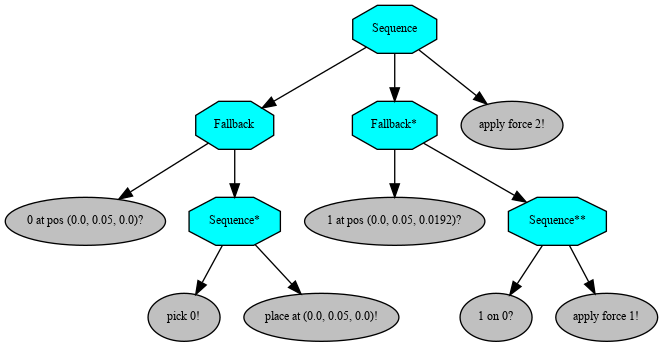 Sequence
Fallback
Fallback*
apply force 2!
0 at pos (0.0, 0.05, 0.0)?
Sequence*
1 at pos (0.0, 0.05, 0.0192)?
Sequence**
pick 0!
place at (0.0, 0.05, 0.0)!
1 on 0?
apply force 1!